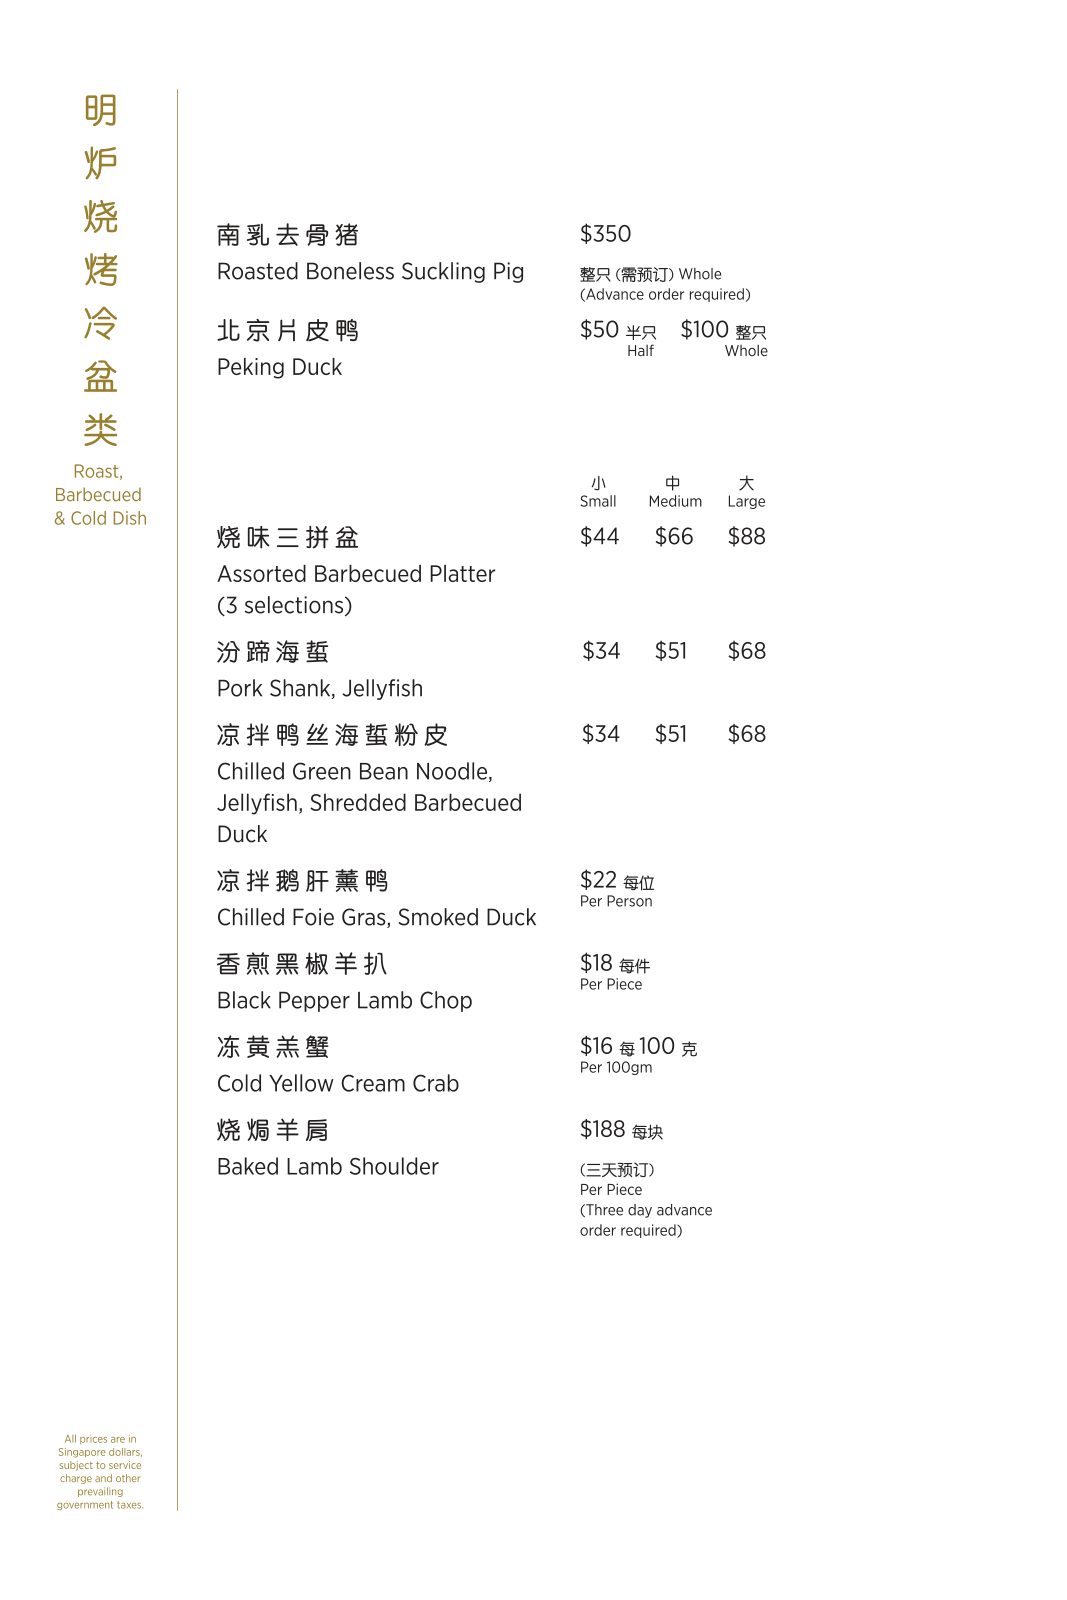 明炉烧烤冷盆类
Roast,
Barbecued
& Cold Dish
南乳去骨猪 $350
Roasted Boneless Suckling Pig
整只 (需预订) Whole
(Advance order required)
北京片皮鸭 $50 半只 $100 整只
Half Whole
Peking Duck
小 中 大
Small Medium Large
烧味三拼盆 $44 $66 $88
Assorted Barbecued Platter
(3 selections)
汾蹄海蜇 $34 $51 $68
Pork Shank, Jellyfish
凉拌鸭丝海蜇粉皮 $34 $51 $68
Chilled Green Bean Noodle,
Jellyfish, Shredded Barbecued
Duck
凉拌鹅肝薰鸭 $22 每位
Per Person
Chilled Foie Gras, Smoked Duck
香煎黑椒羊扒 $18 每件
Per Piece
Black Pepper Lamb Chop
冻黄羔蟹 $16 每100 克
Per 100gm
Cold Yellow Cream Crab
烧焗羊肩 $188 每块
Baked Lamb Shoulder
(三天预订)
Per Piece
(Three day advance
order required)
All prices are in
Singapore dollars,
subject to service
charge and other
prevailing
government taxes.